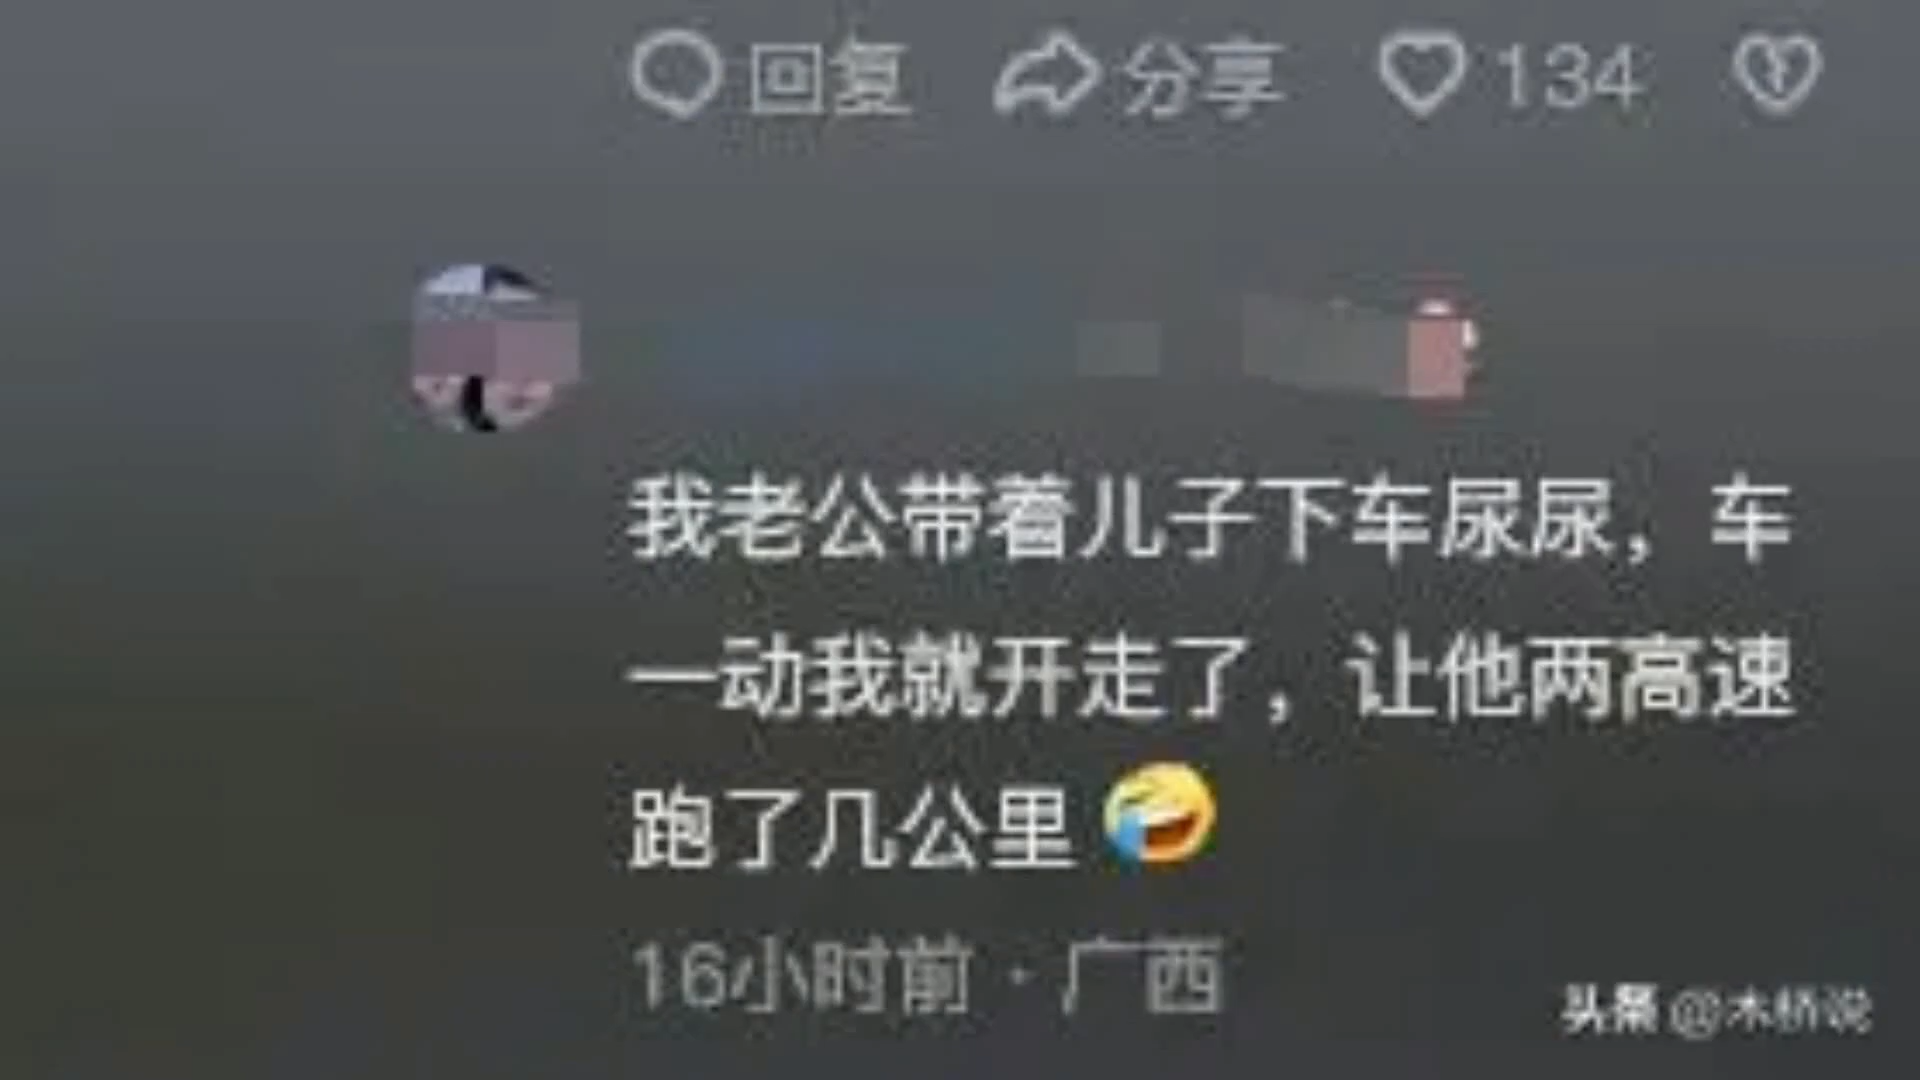 回复 分享 134
我老公带着儿子下车尿尿，车
一动我就开走了，让他两高速
跑了几公里🤣
16小时前·广西
头条 @木桥说